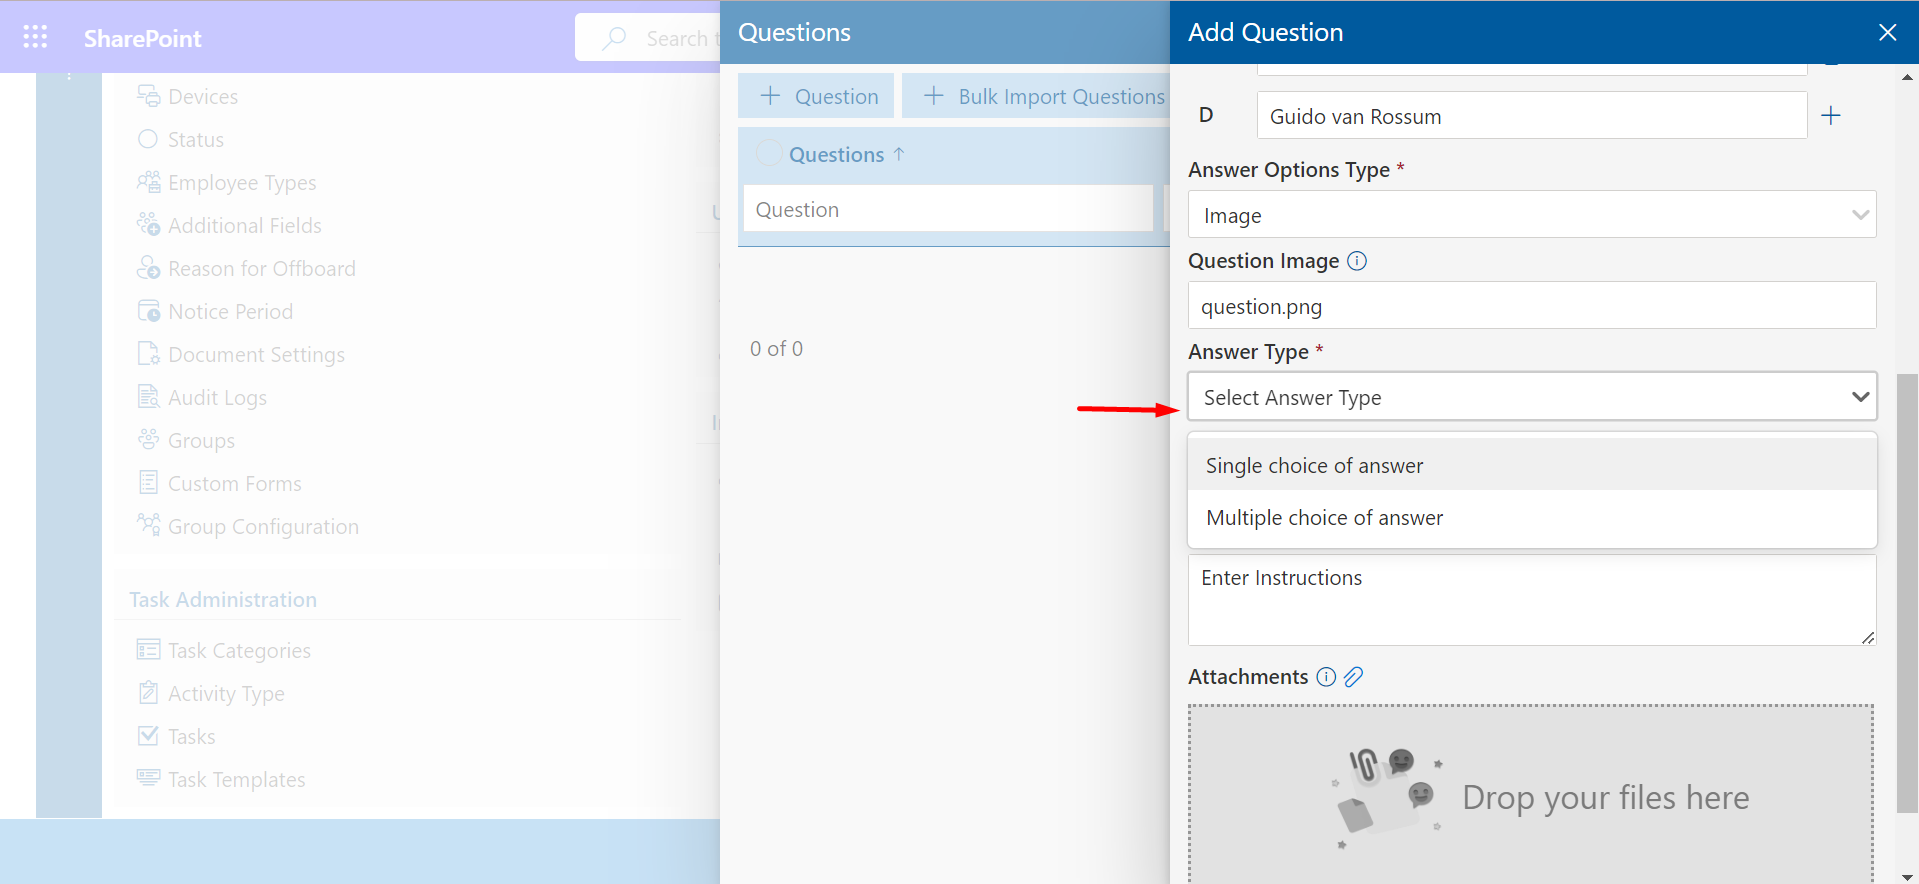 SharePoint
Search t
Devices
Status
Employee Types
Additional Fields
Reason for Offboard
Notice Period
Document Settings
Audit Logs
Groups
Custom Forms
Group Configuration
Task Administration
Task Categories
Activity Type
Tasks
Task Templates
Questions
Question
Bulk Import Questions
Questions
Question
0 of 0
Add Question
D
Guido van Rossum
Answer Options Type *
Image
Question Image
question.png
Answer Type *
Select Answer Type
Single choice of answer
Multiple choice of answer
Enter Instructions
Attachments
Drop your files here